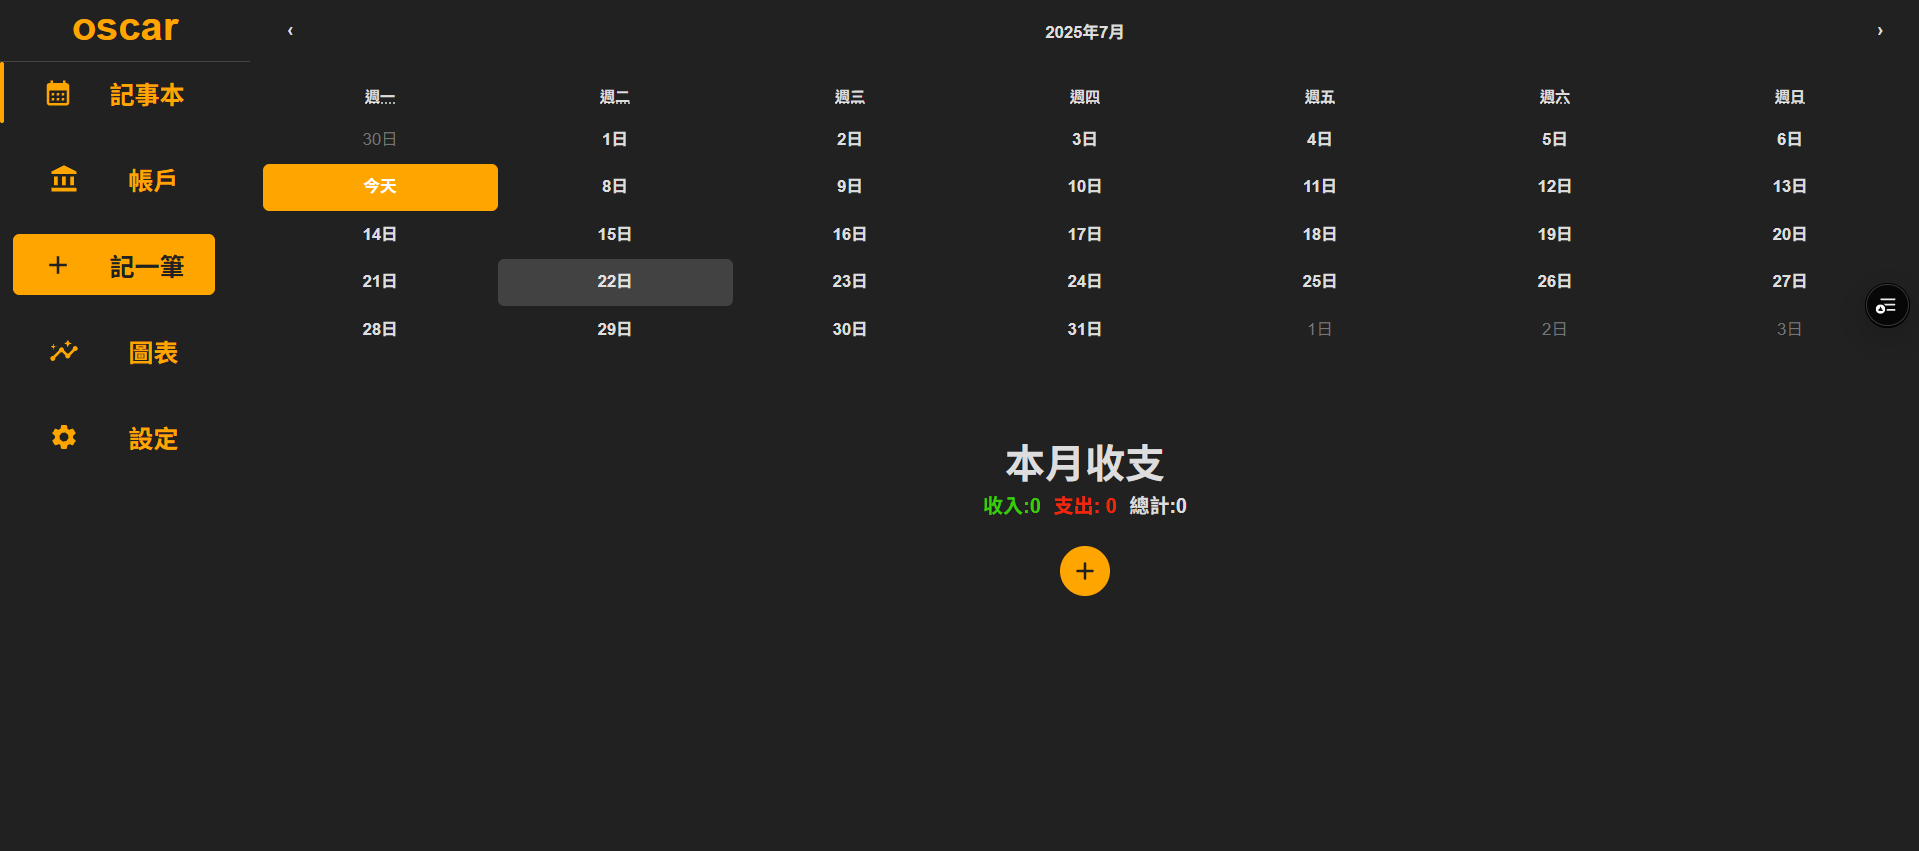 oscar
記事本
帳戶
記一筆
圖表
設定
‹ 2025年7月 ›
週一 週二 週三 週四 週五 週六 週日
30日 1日 2日 3日 4日 5日 6日
今天 8日 9日 10日 11日 12日 13日
14日 15日 16日 17日 18日 19日 20日
21日 22日 23日 24日 25日 26日 27日
28日 29日 30日 31日 1日 2日 3日
本月收支
收入:0 支出: 0 總計:0